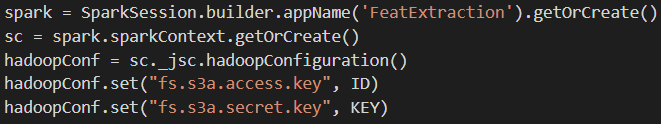 spark = SparkSession.builder.appName('FeatExtraction').getOrCreate()
sc = spark.sparkContext.getOrCreate()
hadoopConf = sc._jsc.hadoopConfiguration()
hadoopConf.set("fs.s3a.access.key", ID)
hadoopConf.set("fs.s3a.secret.key", KEY)